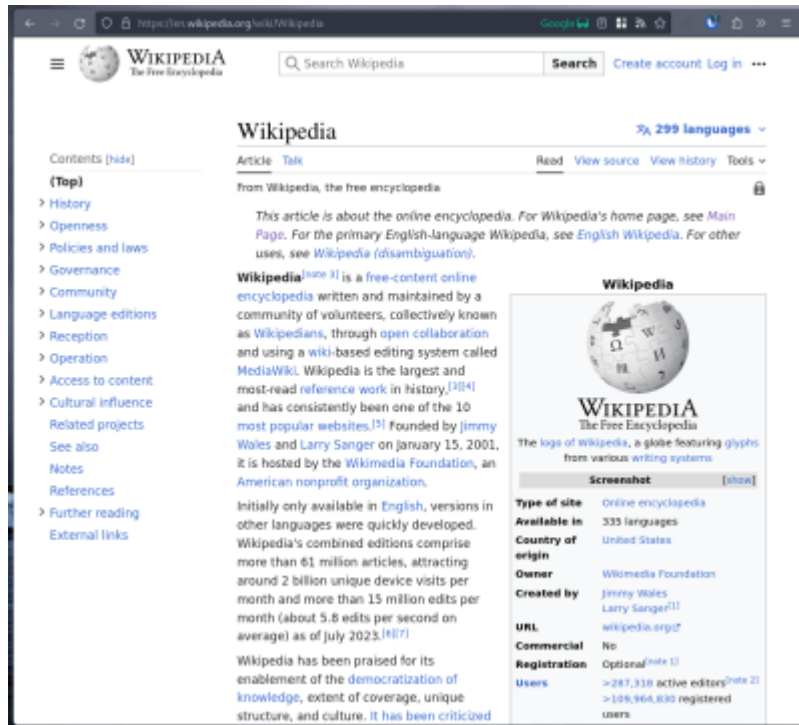 https://en.wikipedia.org/wiki/Wikipedia
Google
WIKIPEDIA
The Free Encyclopedia
Search Wikipedia
Search
Create account Log in
Wikipedia
299 languages
Article Talk
Read View source View history Tools
From Wikipedia, the free encyclopedia
Contents [hide]
(Top)
History
Openness
Policies and laws
Governance
Community
Language editions
Reception
Operation
Access to content
Cultural influence
Related projects
See also
Notes
References
Further reading
External links
This article is about the online encyclopedia. For Wikipedia's home page, see Main
Page. For the primary English-language Wikipedia, see English Wikipedia. For other
uses, see Wikipedia (disambiguation).
Wikipedia[note 3] is a free-content online
encyclopedia written and maintained by a
community of volunteers, collectively known
as Wikipedians, through open collaboration
and using a wiki-based editing system called
MediaWiki. Wikipedia is the largest and
most-read reference work in history,[3][4]
and has consistently been one of the 10
most popular websites.[5] Founded by Jimmy
Wales and Larry Sanger on January 15, 2001,
it is hosted by the Wikimedia Foundation, an
American nonprofit organization.
Initially only available in English, versions in
other languages were quickly developed.
Wikipedia's combined editions comprise
more than 61 million articles, attracting
around 2 billion unique device visits per
month and more than 15 million edits per
month (about 5.8 edits per second on
average) as of July 2023.[6][7]
Wikipedia has been praised for its
enablement of the democratization of
knowledge, extent of coverage, unique
structure, and culture. It has been criticized
Wikipedia
Ω W И
WIKIPEDIA
The Free Encyclopedia
The logo of Wikipedia, a globe featuring glyphs
from various writing systems
Screenshot [show]
Type of site Online encyclopedia
Available in 335 languages
Country of United States
origin
Owner Wikimedia Foundation
Created by Jimmy Wales
Larry Sanger[1]
URL wikipedia.org
Commercial No
Registration Optional[note 1]
Users >287,318 active editors[note 2]
>109,964,830 registered
users